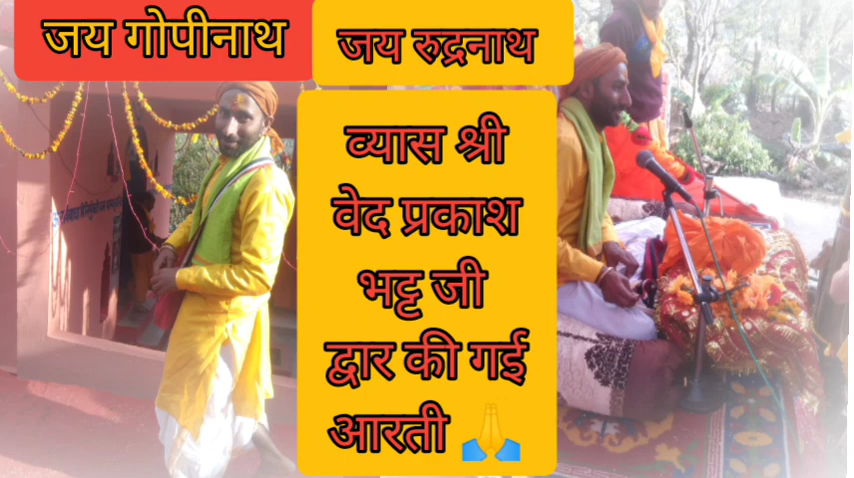 जय गोपीनाथ
जय रुद्रनाथ
व्यास श्री
वेद प्रकाश
भट्ट जी
द्वार की गई
आरती 🙏